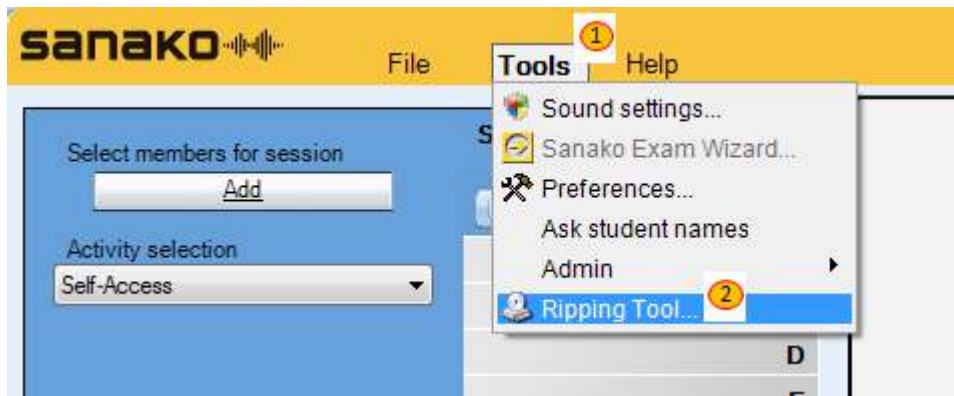 sanako
File Tools 1 Help
Sound settings...
Select members for session
S
Sanako Exam Wizard...
Add
Preferences...
Ask student names
Activity selection
Admin
Self-Access
Ripping Tool... 2
D